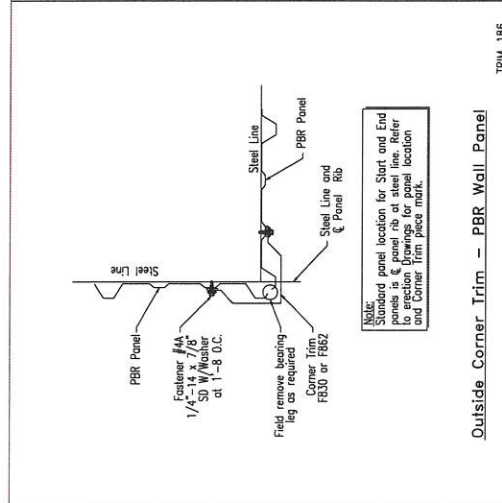 Steel Line
PBR Panel
Fastener #4A
1/4"-14 x 7/8"
SD W/Washer
at 1'-8 O.C.
Field remove bearing
leg as required
Corner Trim
F830 or F862
Steel Line
PBR Panel
Steel Line and
℄ Panel Rib
Note:
Standard panel location for Start and End
panels is ℄ panel rib at steel line. Refer
to erection Drawings for panel location
and Corner Trim piece mark.
Outside Corner Trim – PBR Wall Panel
TRIM 186